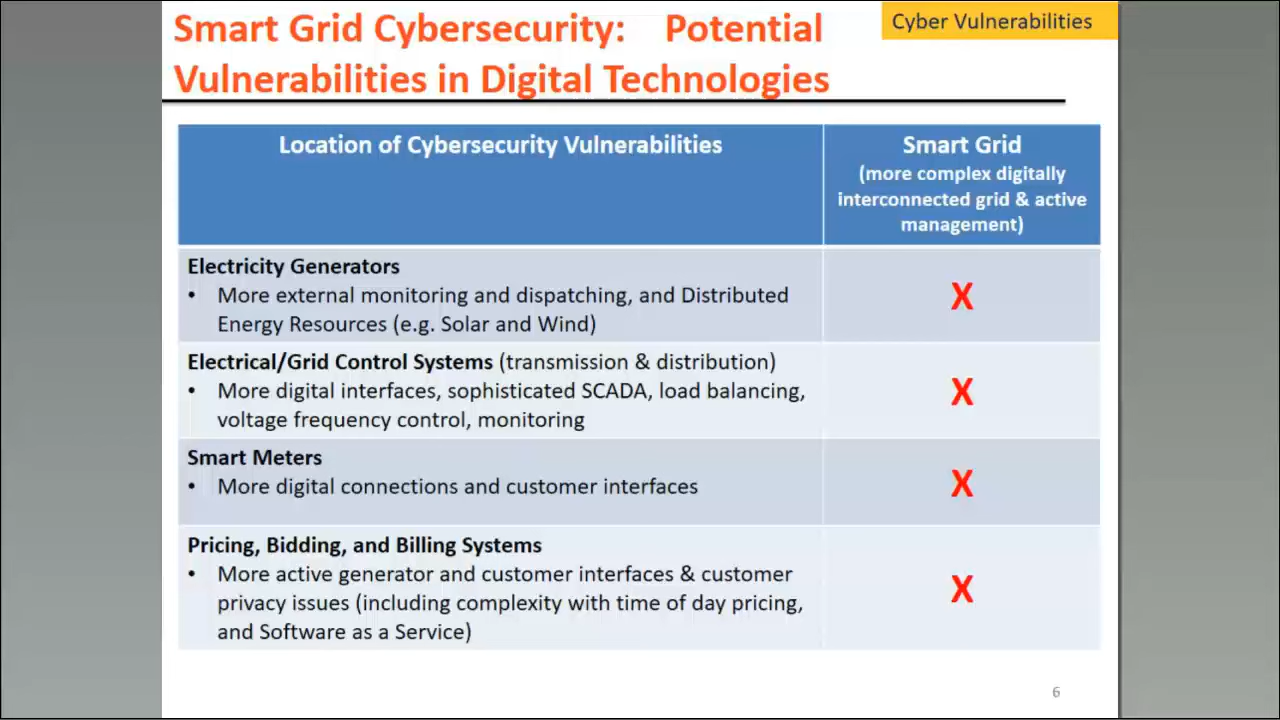 Smart Grid Cybersecurity: Potential
Vulnerabilities in Digital Technologies
Cyber Vulnerabilities
Location of Cybersecurity Vulnerabilities
Smart Grid
(more complex digitally
interconnected grid & active
management)
Electricity Generators
• More external monitoring and dispatching, and Distributed
Energy Resources (e.g. Solar and Wind)
X
Electrical/Grid Control Systems (transmission & distribution)
• More digital interfaces, sophisticated SCADA, load balancing,
voltage frequency control, monitoring
X
Smart Meters
• More digital connections and customer interfaces
X
Pricing, Bidding, and Billing Systems
• More active generator and customer interfaces & customer
privacy issues (including complexity with time of day pricing,
and Software as a Service)
X
6